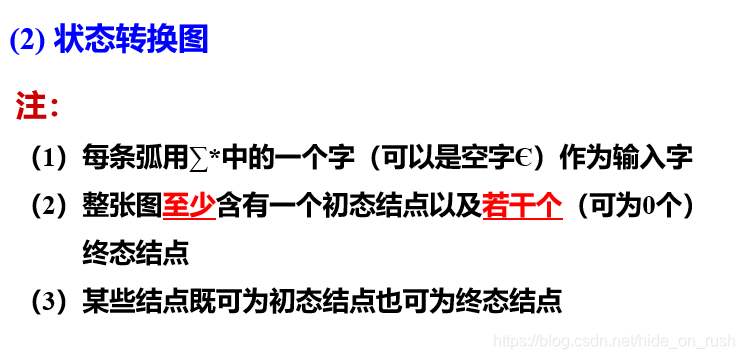 (2) 状态转换图
注：
（1）每条弧用∑*中的一个字（可以是空字Є）作为输入字
（2）整张图至少含有一个初态结点以及若干个（可为0个）
终态结点
（3）某些结点既可为初态结点也可为终态结点
https://blog.csdn.net/hide_on_rush